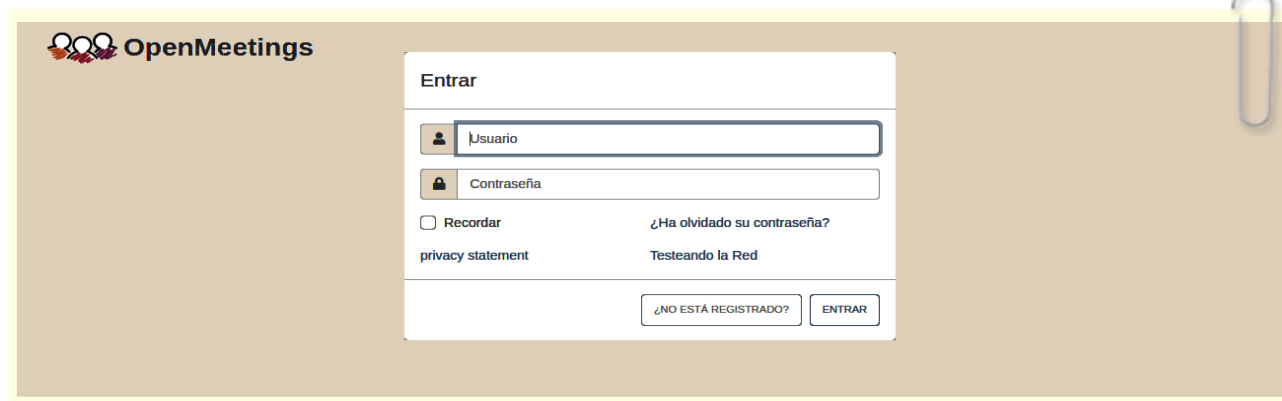 OpenMeetings
Entrar
Usuario
Contraseña
Recordar
¿Ha olvidado su contraseña?
privacy statement
Testeando la Red
¿NO ESTÁ REGISTRADO?
ENTRAR